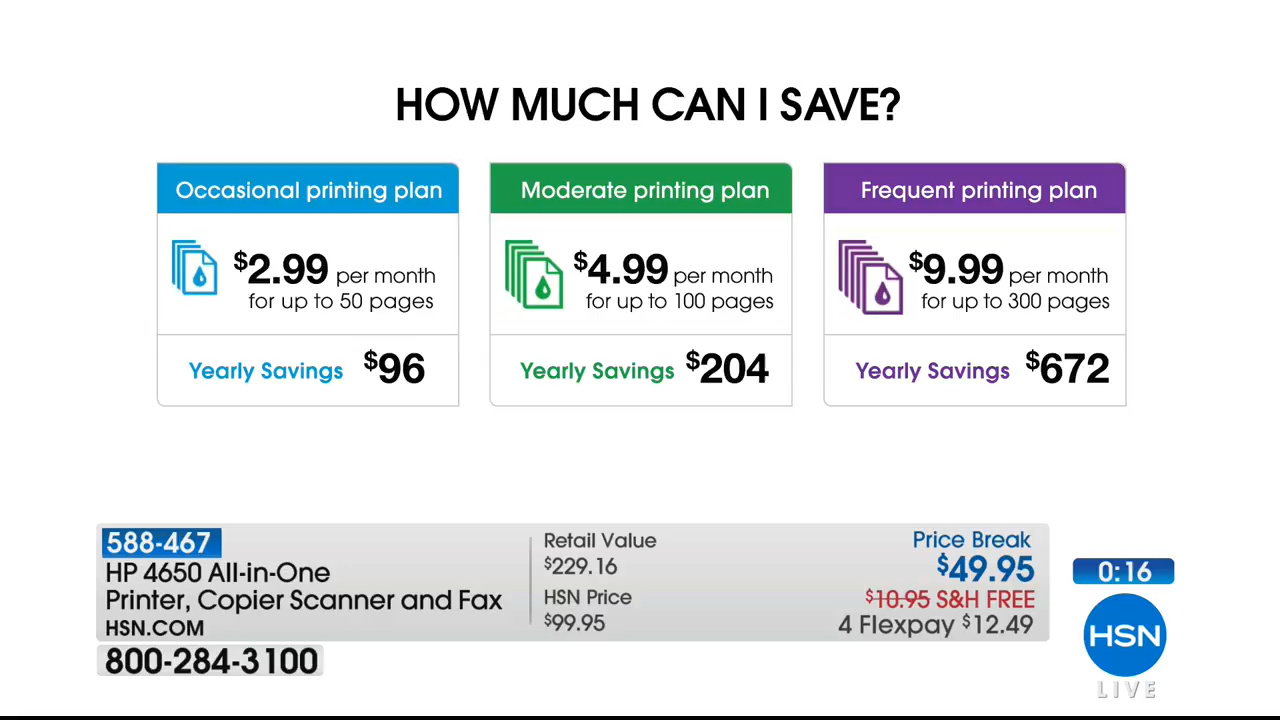 HOW MUCH CAN I SAVE?
Occasional printing plan
$2.99 per month
for up to 50 pages
Yearly Savings $96
Moderate printing plan
$4.99 per month
for up to 100 pages
Yearly Savings $204
Frequent printing plan
$9.99 per month
for up to 300 pages
Yearly Savings $672
588-467
HP 4650 All-in-One
Printer, Copier Scanner and Fax
HSN.COM
800-284-3100
Retail Value
$229.16
HSN Price
$99.95
Price Break
$49.95
$10.95 S&H FREE
4 Flexpay $12.49
0:16
HSN
LIVE